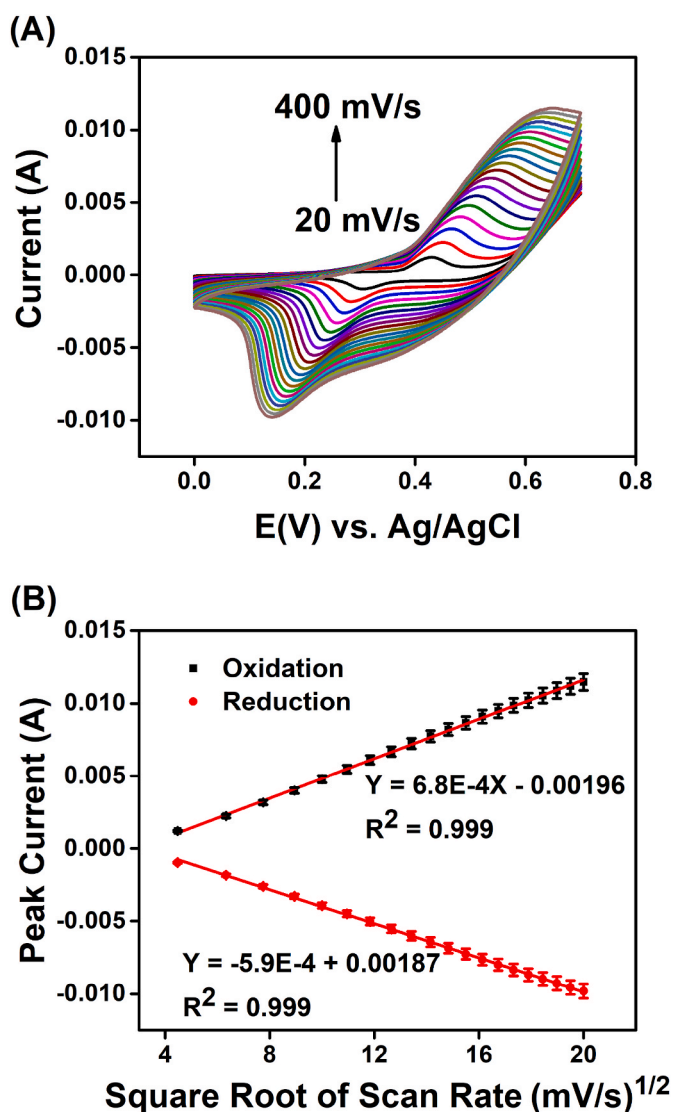 (A)
0.015
0.010
0.005
0.000
-0.005
-0.010
Current (A)
400 mV/s
20 mV/s
0.0 0.2 0.4 0.6 0.8
E(V) vs. Ag/AgCl
(B)
0.015
0.010
0.005
0.000
-0.005
-0.010
Peak Current (A)
Oxidation
Reduction
Y = 6.8E-4X - 0.00196
R² = 0.999
Y = -5.9E-4 + 0.00187
R² = 0.999
4 8 12 16 20
Square Root of Scan Rate (mV/s)^1/2